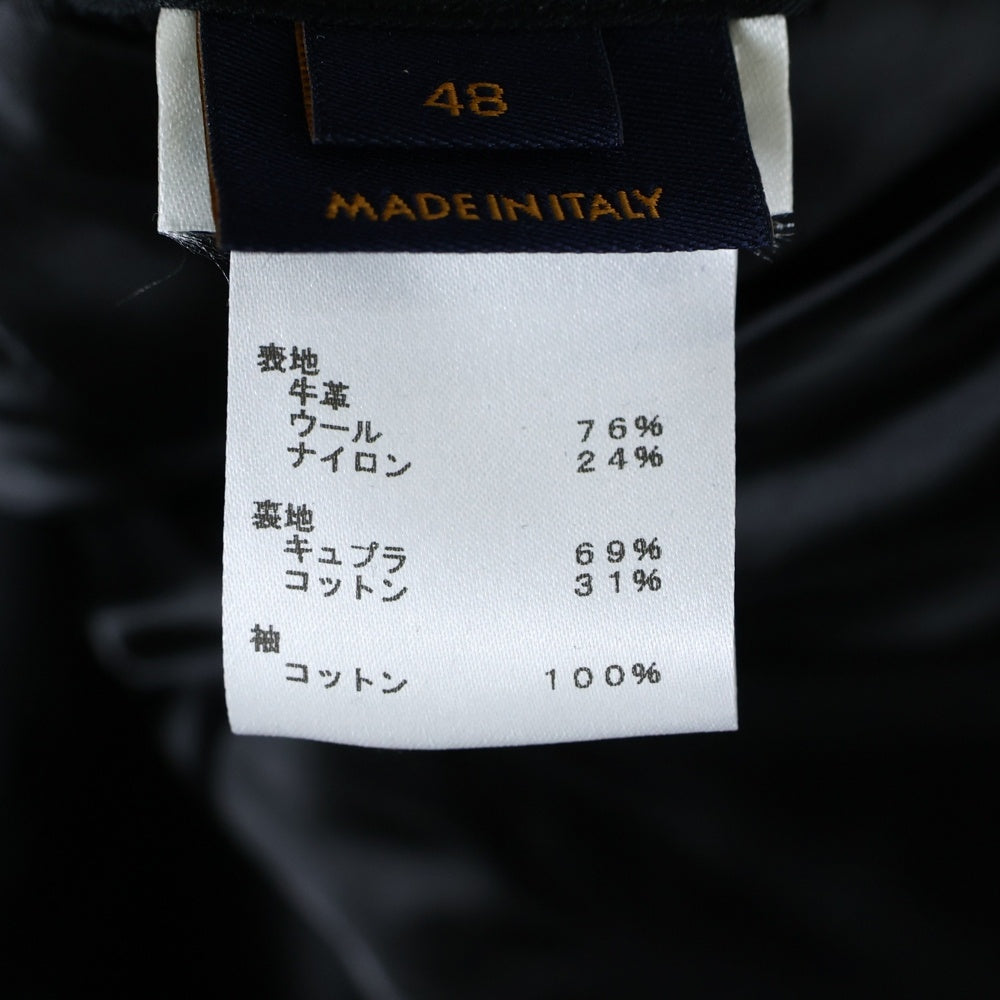 48
MADE IN ITALY
表地
牛革
ウール 76%
ナイロン 24%
裏地
キュプラ 69%
コットン 31%
袖
コットン 100%